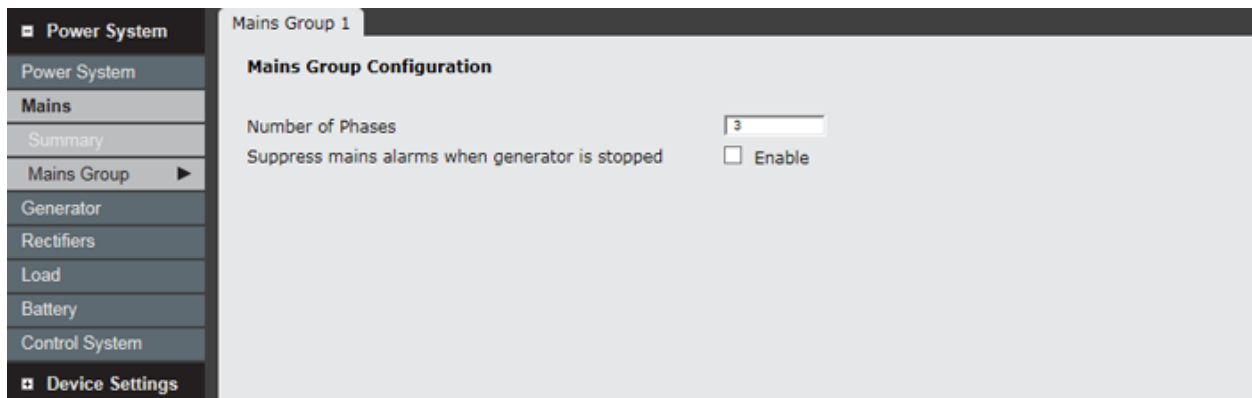 Power System
Power System
Mains
Summary
Mains Group
Generator
Rectifiers
Load
Battery
Control System
Device Settings
Mains Group 1
Mains Group Configuration
Number of Phases 3
Suppress mains alarms when generator is stopped Enable